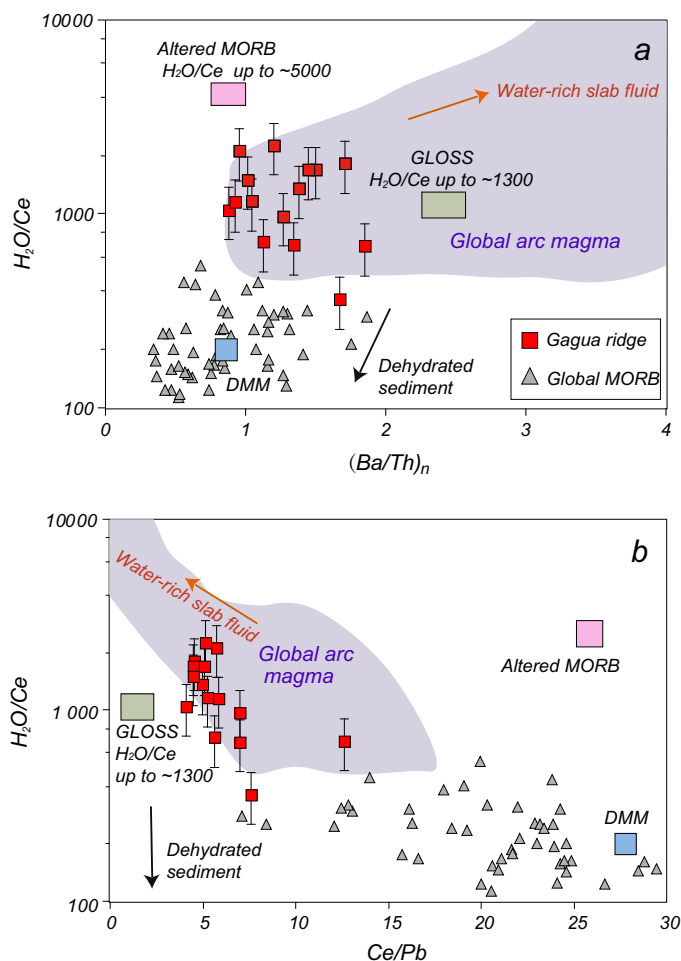 10000
a
Altered MORB
H₂O/Ce up to ~5000
Water-rich slab fluid
GLOSS
H₂O/Ce up to ~1300
1000
H₂O/Ce
Global arc magma
Gagua ridge
Global MORB
DMM
Dehydrated
sediment
100
0
1
2
3
4
(Ba/Th)n
10000
b
Water-rich slab fluid
Global arc
magma
Altered MORB
H₂O/Ce
1 000
GLOSS
H₂O/Ce
up to ~1300
DMM
Dehydrated
sediment
100
0
5
10
15
20
25
30
Ce/Pb